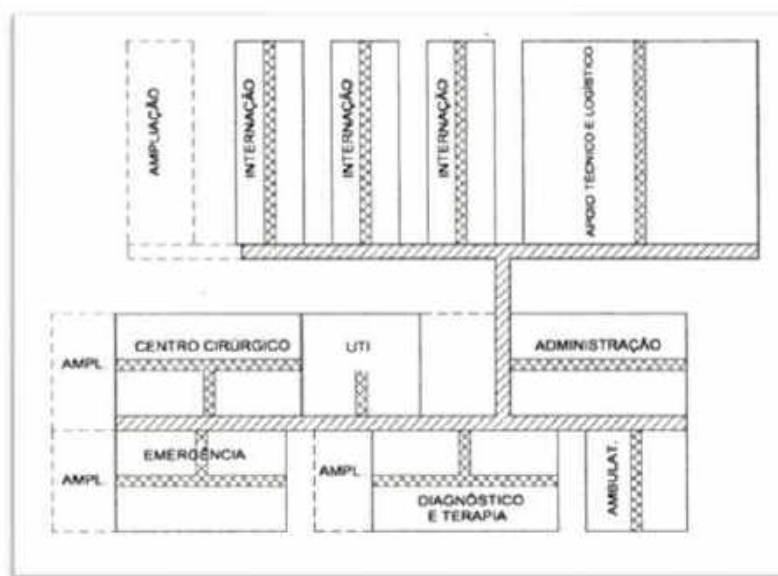 AMPLIAÇÃO
INTERNAÇÃO
INTERNAÇÃO
INTERNAÇÃO
APOIO TÉCNICO E LOGÍSTICO
CENTRO CIRÚRGICO
UTI
ADMINISTRAÇÃO
AMPL.
EMERGÊNCIA
AMPL.
AMPL
DIAGNÓSTICO
E TERAPIA
AMBULAT.